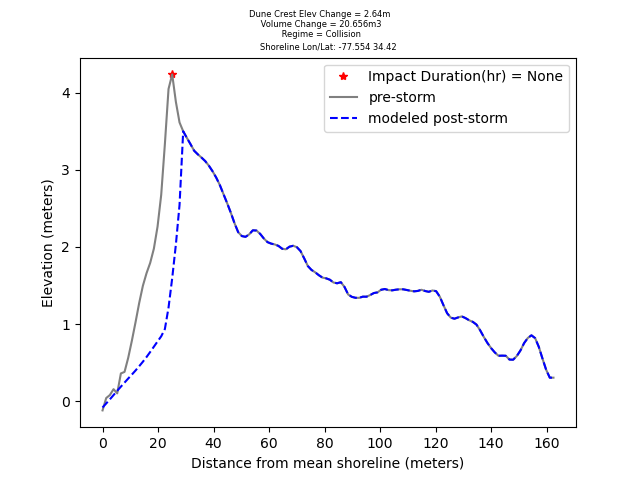 Dune Crest Elev Change = 2.64m
Volume Change = 20.656m3
Regime = Collision
Shoreline Lon/Lat: -77.554 34.42
Impact Duration(hr) = None
pre-storm
modeled post-storm
Elevation (meters)
4
3
2
1
0
0 20 40 60 80 100 120 140 160
Distance from mean shoreline (meters)